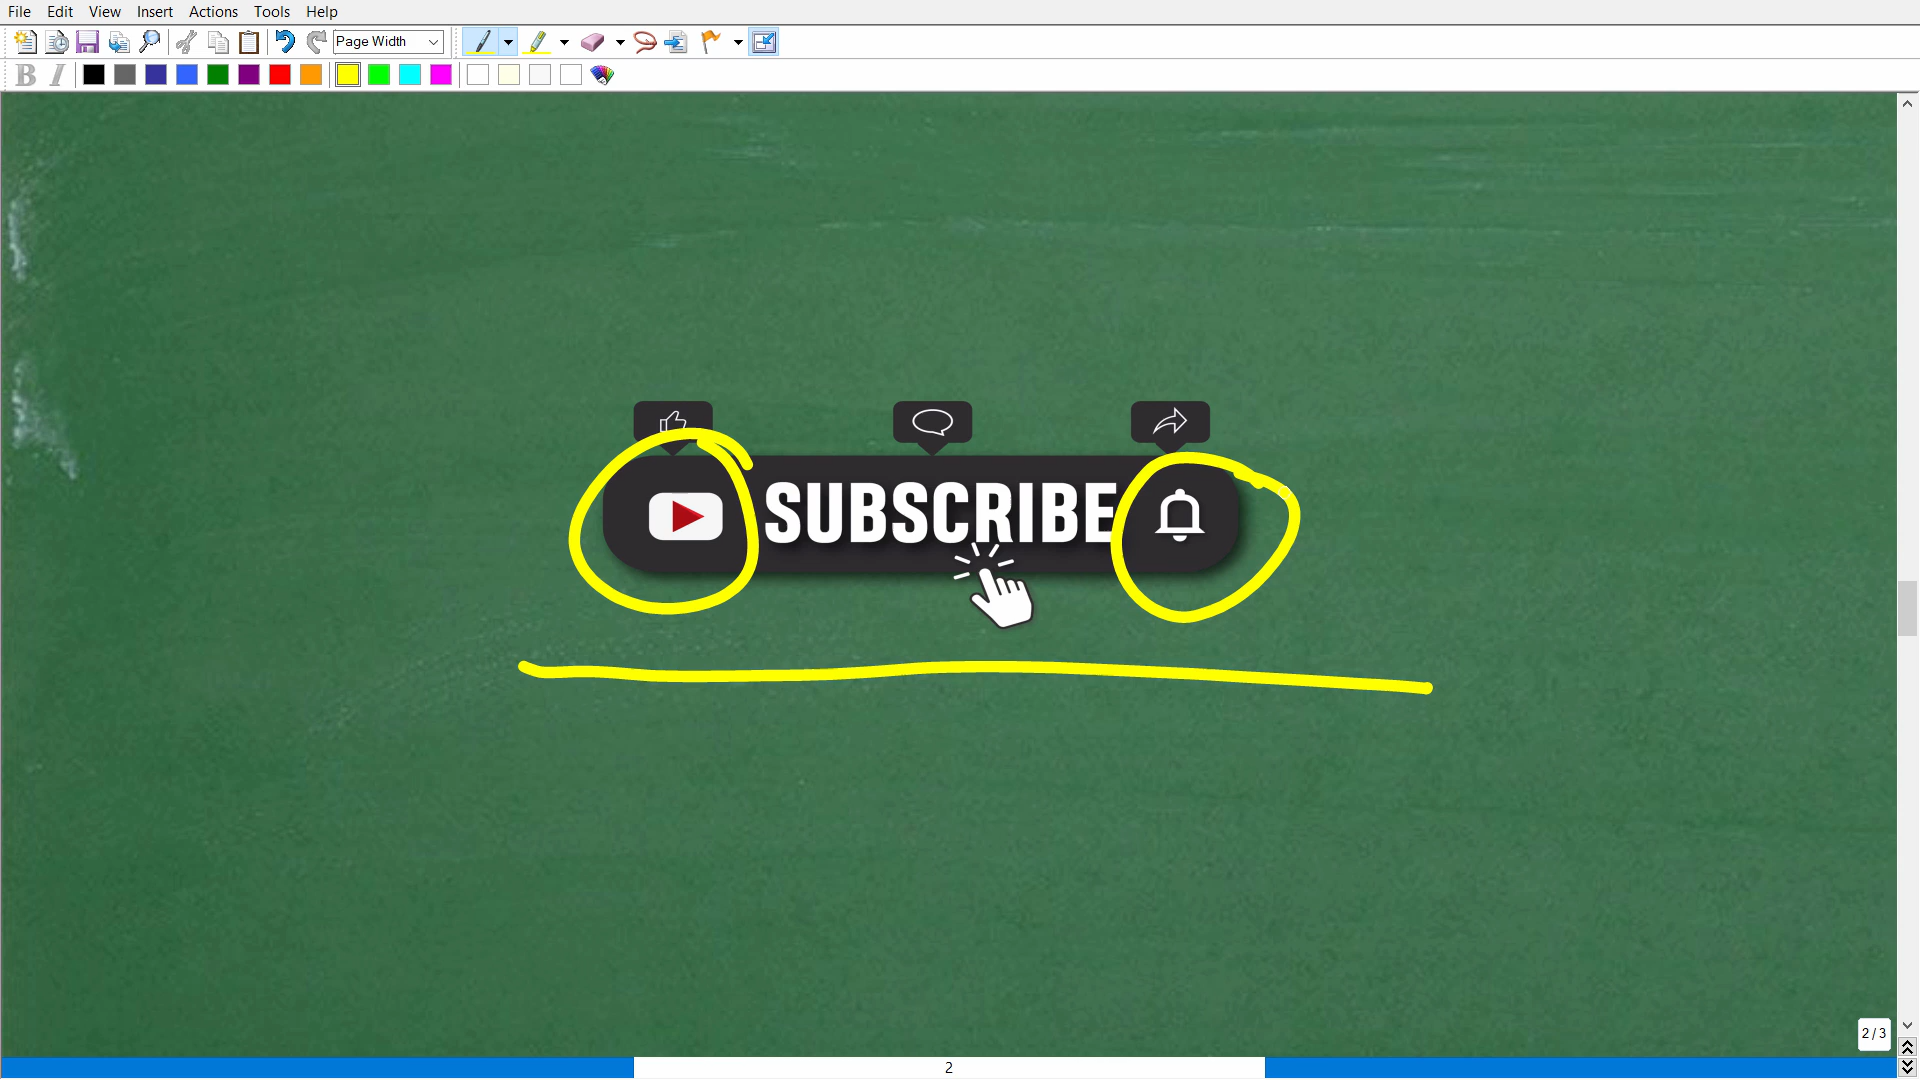 File Edit View Insert Actions Tools Help
Page Width
B I
SUBSCRIBE
2 / 3
2